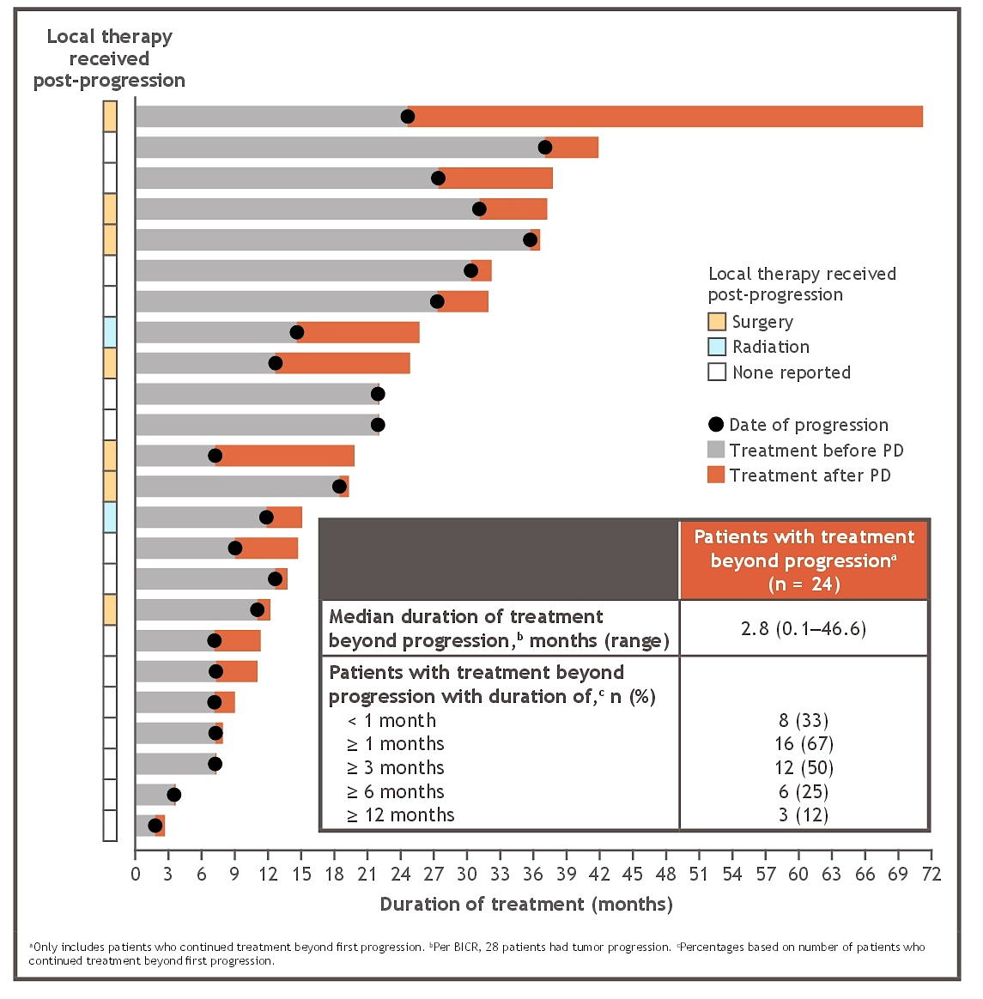 Local therapy
received
post-progression
Local therapy received
post-progression
Surgery
Radiation
None reported
Date of progression
Treatment before PD
Treatment after PD
Patients with treatment
beyond progressionᵃ
(n = 24)
Median duration of treatment
beyond progression,ᵇ months (range)
2.8 (0.1–46.6)
Patients with treatment beyond
progression with duration of,ᶜ n (%)
< 1 month 8 (33)
≥ 1 months 16 (67)
≥ 3 months 12 (50)
≥ 6 months 6 (25)
≥ 12 months 3 (12)
0 3 6 9 12 15 18 21 24 27 30 33 36 39 42 45 48 51 54 57 60 63 66 69 72
Duration of treatment (months)
ᵃOnly includes patients who continued treatment beyond first progression. ᵇPer BICR, 28 patients had tumor progression. ᶜPercentages based on number of patients who
continued treatment beyond first progression.